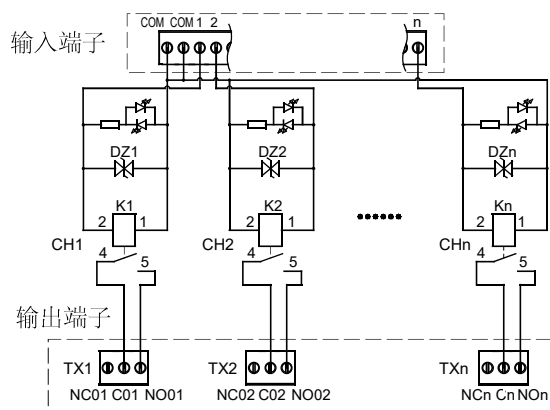 COM COM 1 2 n
输入端子
DZ1 DZ2 DZn
K1 K2 Kn
2 1 2 1 2 1
CH1 CH2 CHn
4 5 4 5 4 5
输出端子
TX1 TX2 TXn
NC01 C01 NO01 NC02 C02 NO02 NCn Cn NOn